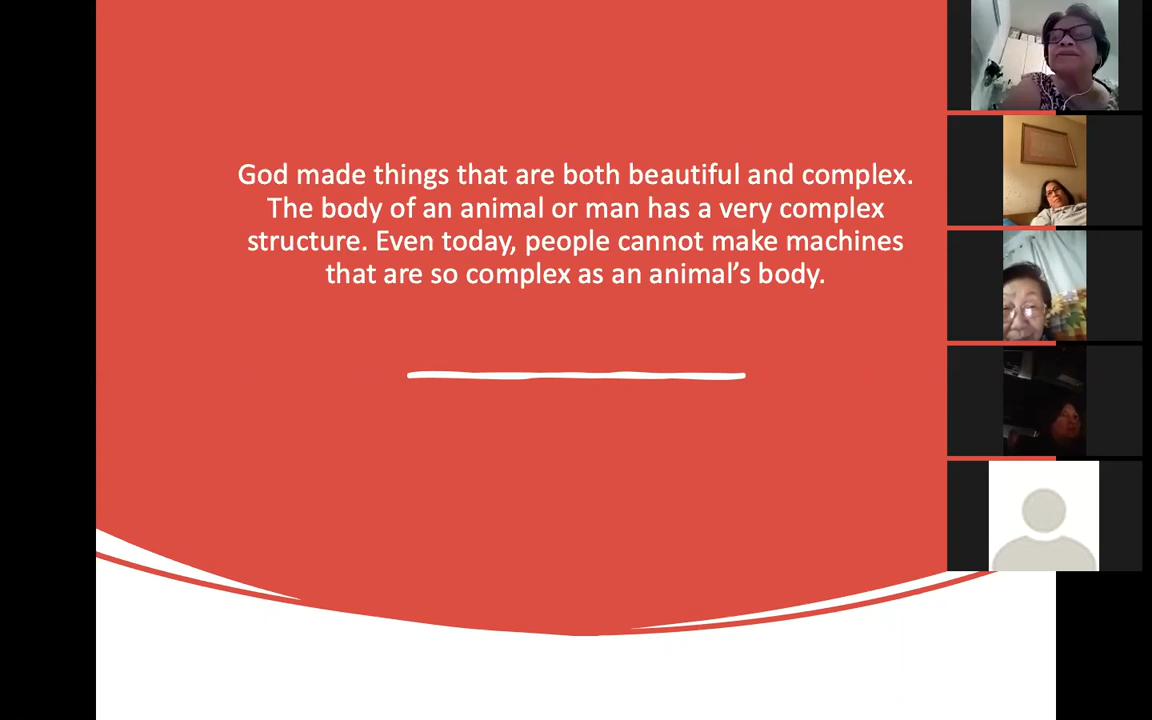 God made things that are both beautiful and complex.
The body of an animal or man has a very complex
structure. Even today, people cannot make machines
that are so complex as an animal’s body.